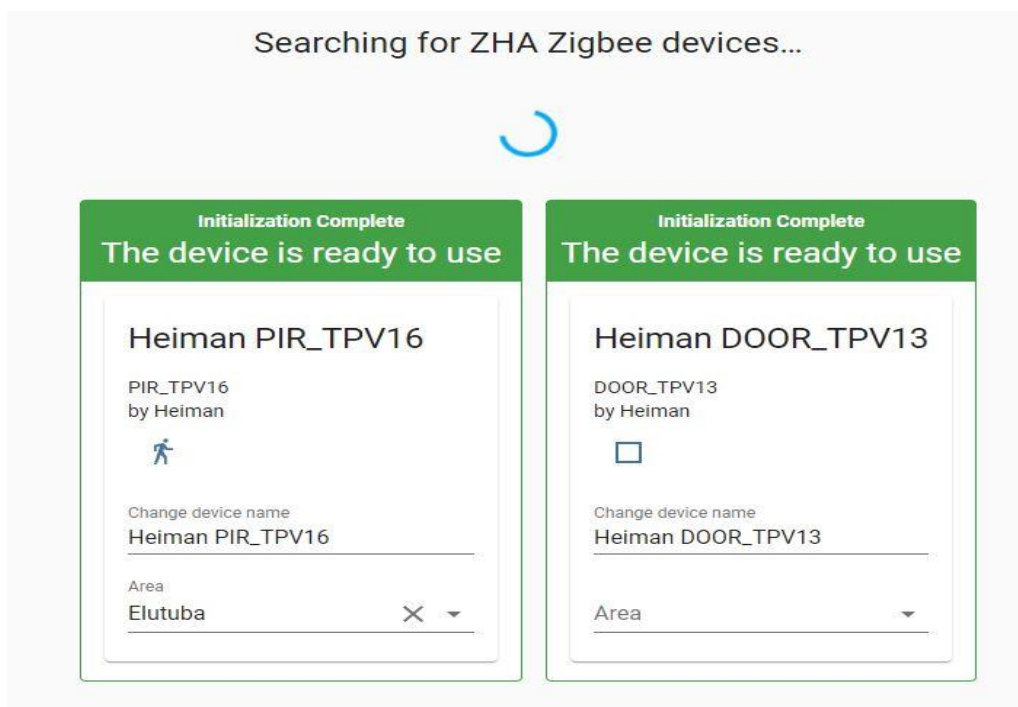 Searching for ZHA Zigbee devices...
Initialization Complete
The device is ready to use
Heiman PIR_TPV16
PIR_TPV16
by Heiman
Change device name
Heiman PIR_TPV16
Area
Elutuba
Initialization Complete
The device is ready to use
Heiman DOOR_TPV13
DOOR_TPV13
by Heiman
Change device name
Heiman DOOR_TPV13
Area